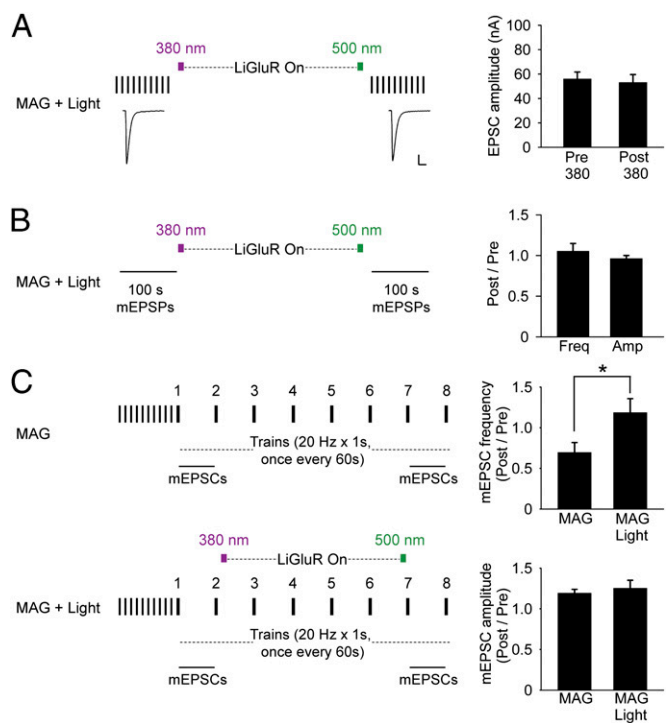 A
380 nm
500 nm
LiGluR On
MAG + Light
EPSC amplitude (nA)
100
80
60
40
20
0
Pre
380
Post
380
B
380 nm
500 nm
LiGluR On
MAG + Light
100 s
mEPSPs
100 s
mEPSPs
Post / Pre
1.5
1.0
0.5
0
Freq
Amp
C
1 2 3 4 5 6 7 8
MAG
Trains (20 Hz x 1s,
once every 60s)
mEPSCs
mEPSCs
mEPSC frequency
(Post / Pre)
1.5
1.0
0.5
0
*
MAG
MAG
Light
380 nm
500 nm
LiGluR On
1 2 3 4 5 6 7 8
MAG + Light
Trains (20 Hz x 1s,
once every 60s)
mEPSCs
mEPSCs
mEPSC amplitude
(Post / Pre)
1.5
1.0
0.5
0
MAG
MAG
Light